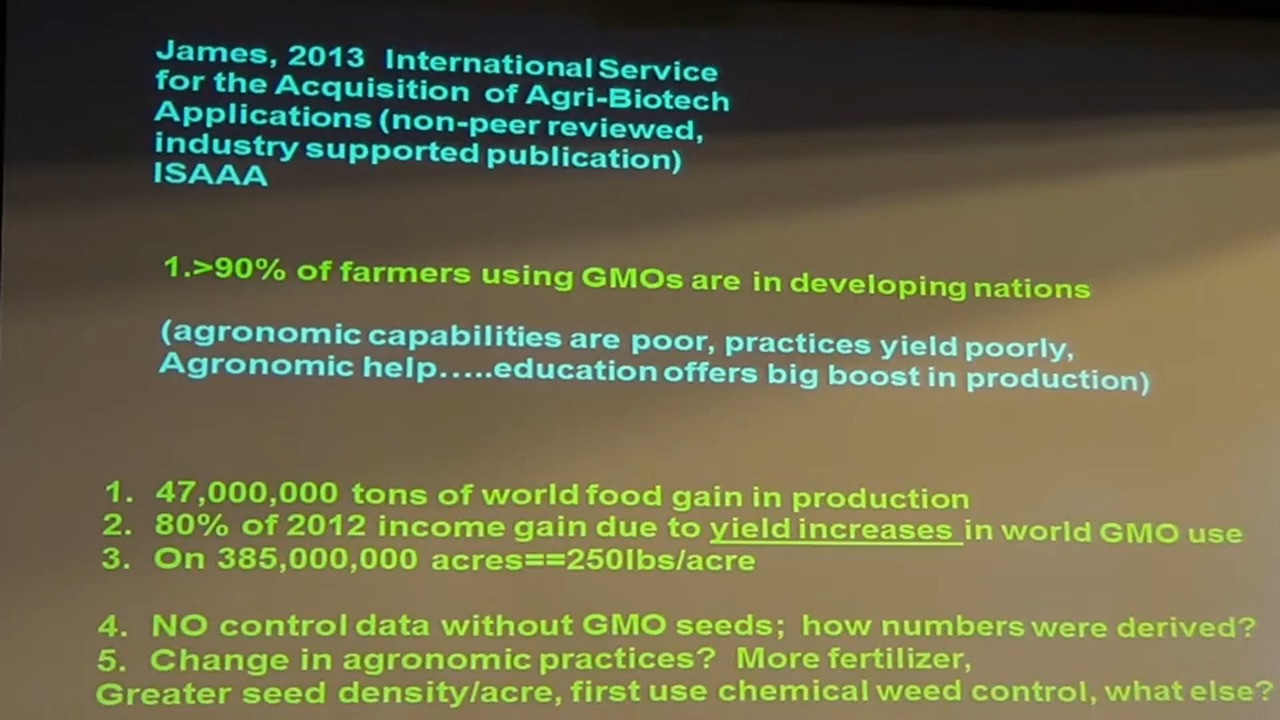 James, 2013 International Service
for the Acquisition of Agri-Biotech
Applications (non-peer reviewed,
industry supported publication)
ISAAA
1.>90% of farmers using GMOs are in developing nations
(agronomic capabilities are poor, practices yield poorly,
Agronomic help.....education offers big boost in production)
1. 47,000,000 tons of world food gain in production
2. 80% of 2012 income gain due to yield increases in world GMO use
3. On 385,000,000 acres==250lbs/acre
4. NO control data without GMO seeds; how numbers were derived?
5. Change in agronomic practices? More fertilizer,
Greater seed density/acre, first use chemical weed control, what else?